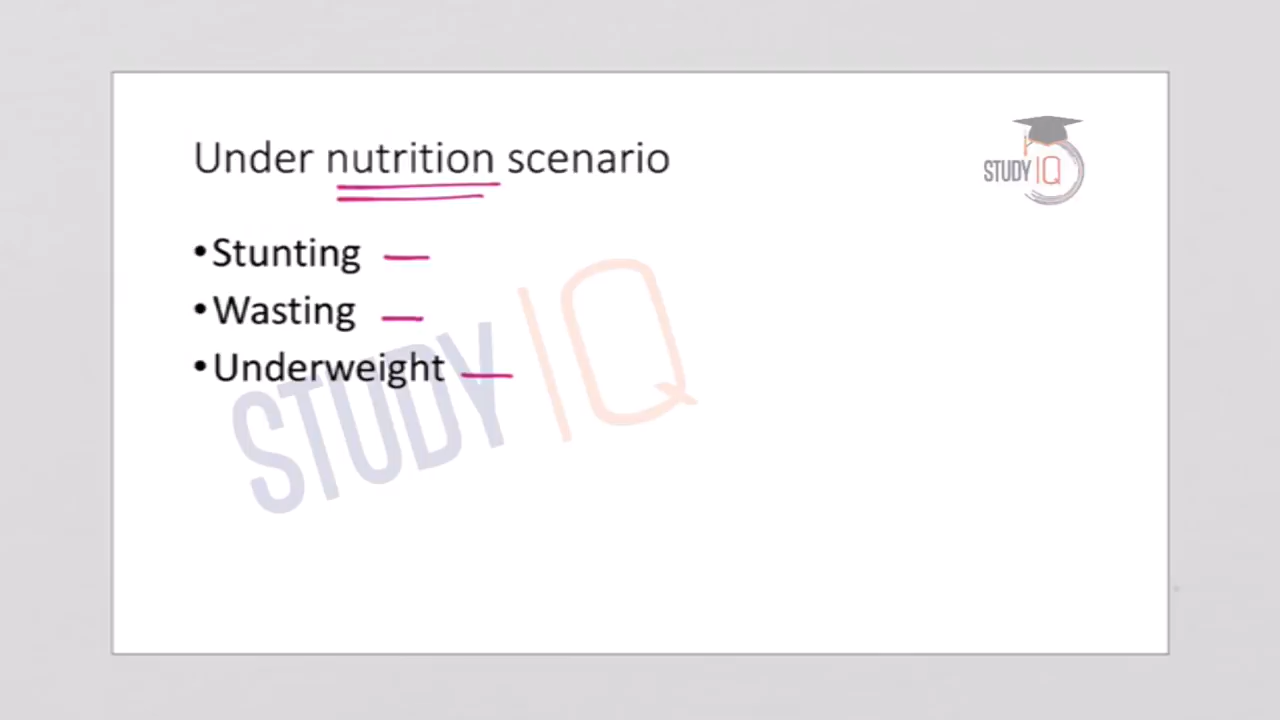 Under nutrition scenario
STUDY IQ
•Stunting
•Wasting
•Underweight
STUDY IQ